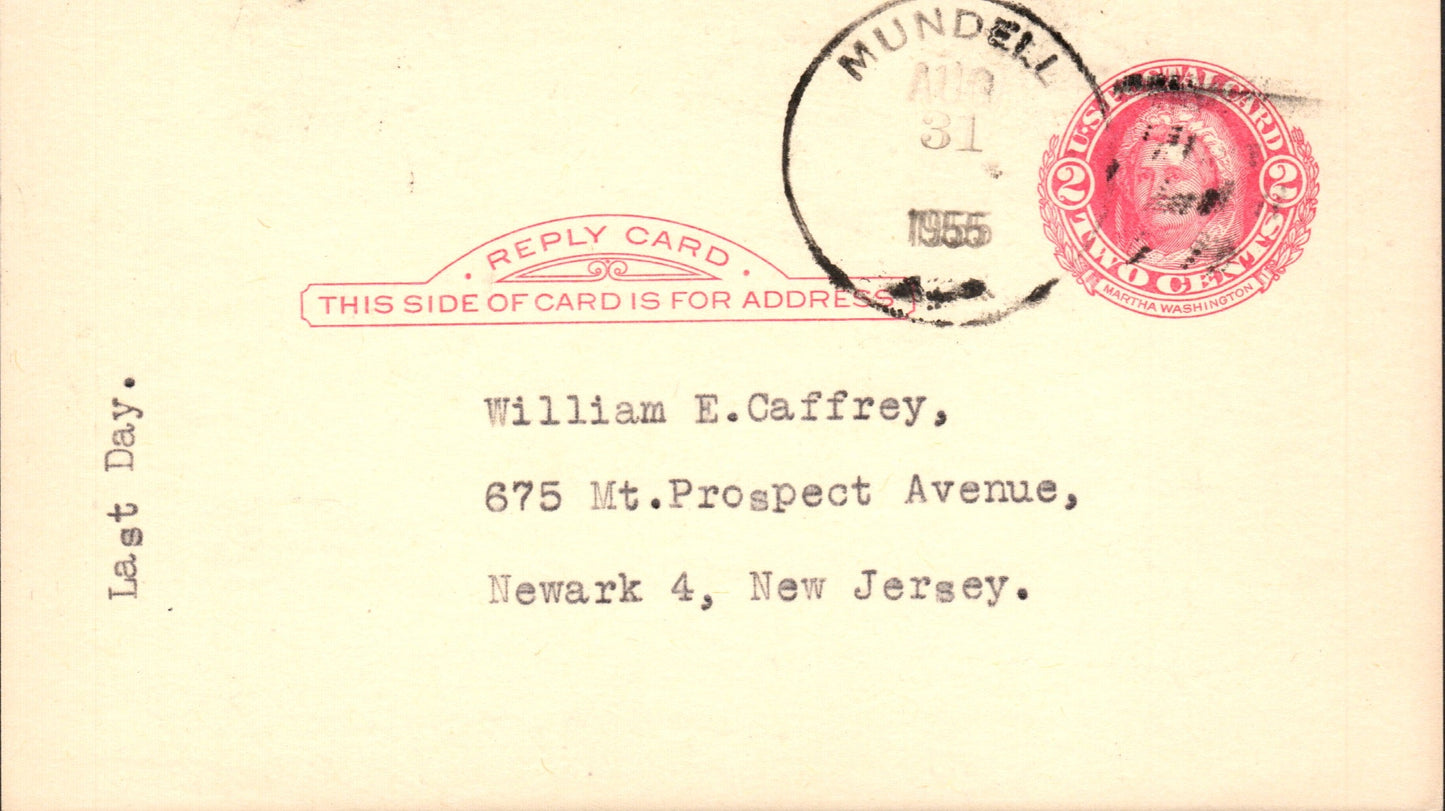 MUNDELL
AUG
31
1955
U.S. POSTAL CARD
2 2
TWO CENTS
MARTHA WASHINGTON
· REPLY CARD ·
THIS SIDE OF CARD IS FOR ADDRESS
William E.Caffrey,
675 Mt.Prospect Avenue,
Newark 4, New Jersey.
Last Day.